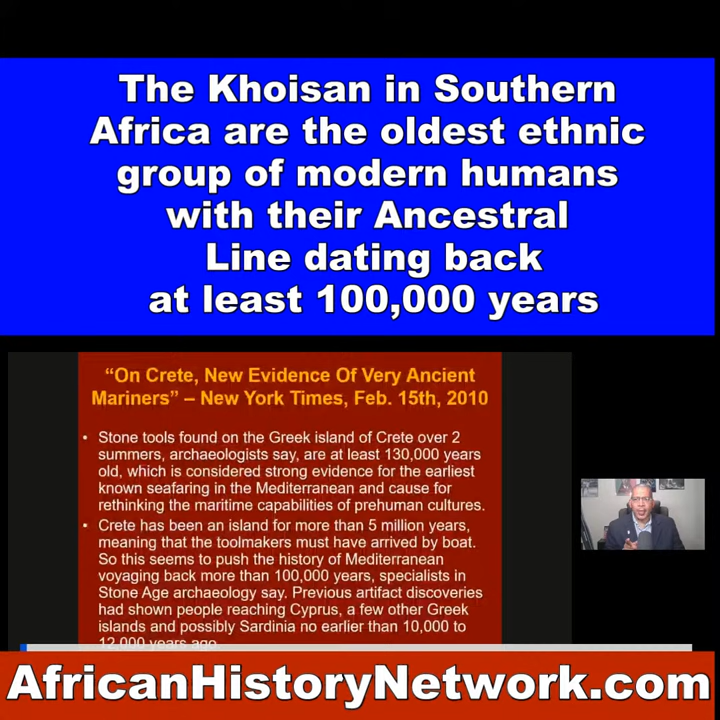 The Khoisan in Southern
Africa are the oldest ethnic
group of modern humans
with their Ancestral
Line dating back
at least 100,000 years
“On Crete, New Evidence Of Very Ancient
Mariners” – New York Times, Feb. 15th, 2010
• Stone tools found on the Greek island of Crete over 2
summers, archaeologists say, are at least 130,000 years
old, which is considered strong evidence for the earliest
known seafaring in the Mediterranean and cause for
rethinking the maritime capabilities of prehuman cultures.
• Crete has been an island for more than 5 million years,
meaning that the toolmakers must have arrived by boat.
So this seems to push the history of Mediterranean
voyaging back more than 100,000 years, specialists in
Stone Age archaeology say. Previous artifact discoveries
had shown people reaching Cyprus, a few other Greek
islands and possibly Sardinia no earlier than 10,000 to
12,000 years ago.
AfricanHistoryNetwork.com